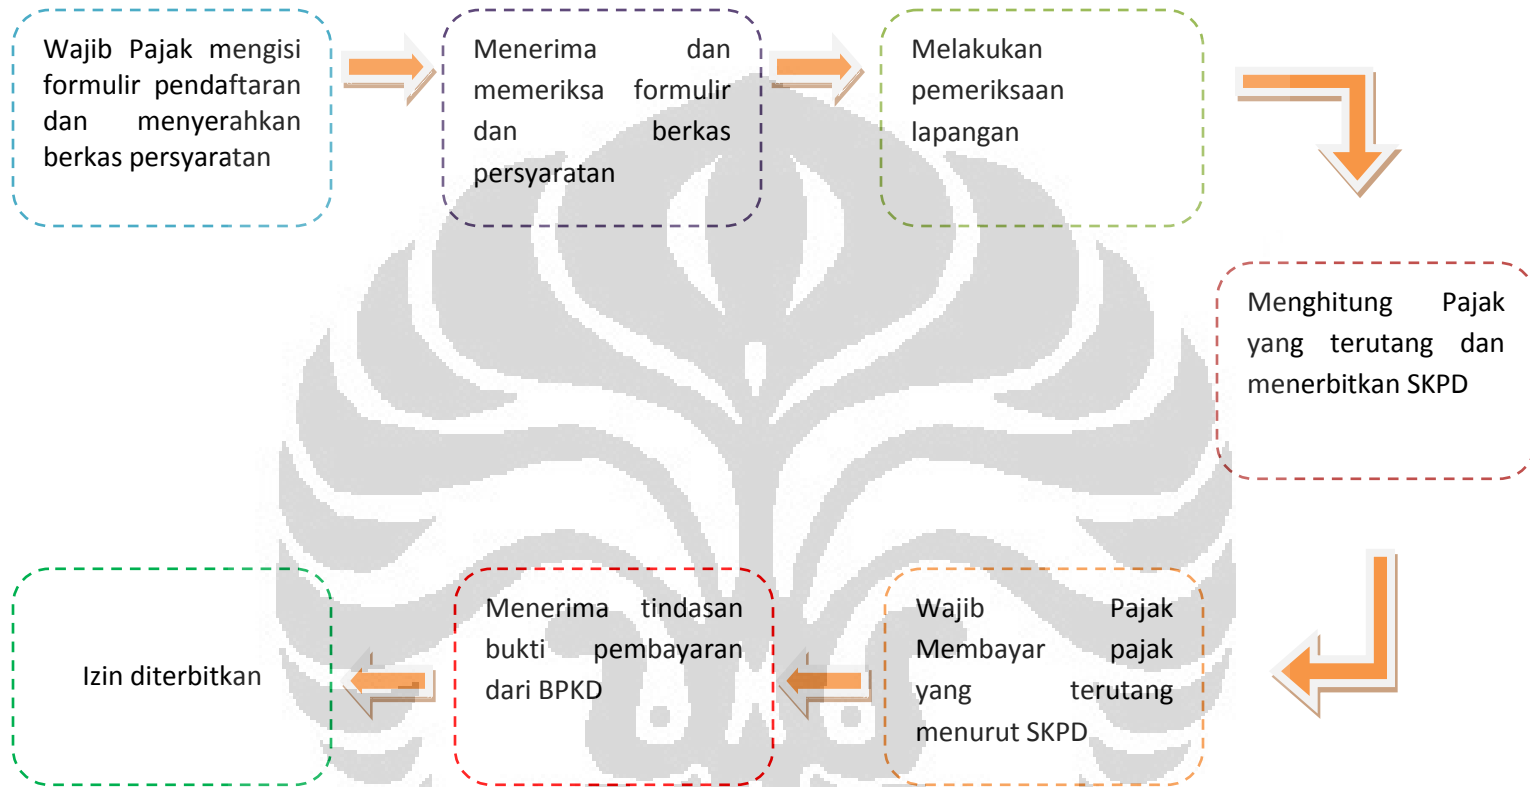 Wajib Pajak mengisi
formulir pendaftaran
dan menyerahkan
berkas persyaratan
Menerima dan
memeriksa formulir
dan berkas
persyaratan
Melakukan
pemeriksaan
lapangan
Menghitung Pajak
yang terutang dan
menerbitkan SKPD
Wajib Pajak
Membayar pajak
yang terutang
menurut SKPD
Menerima tindasan
bukti pembayaran
dari BPKD
Izin diterbitkan